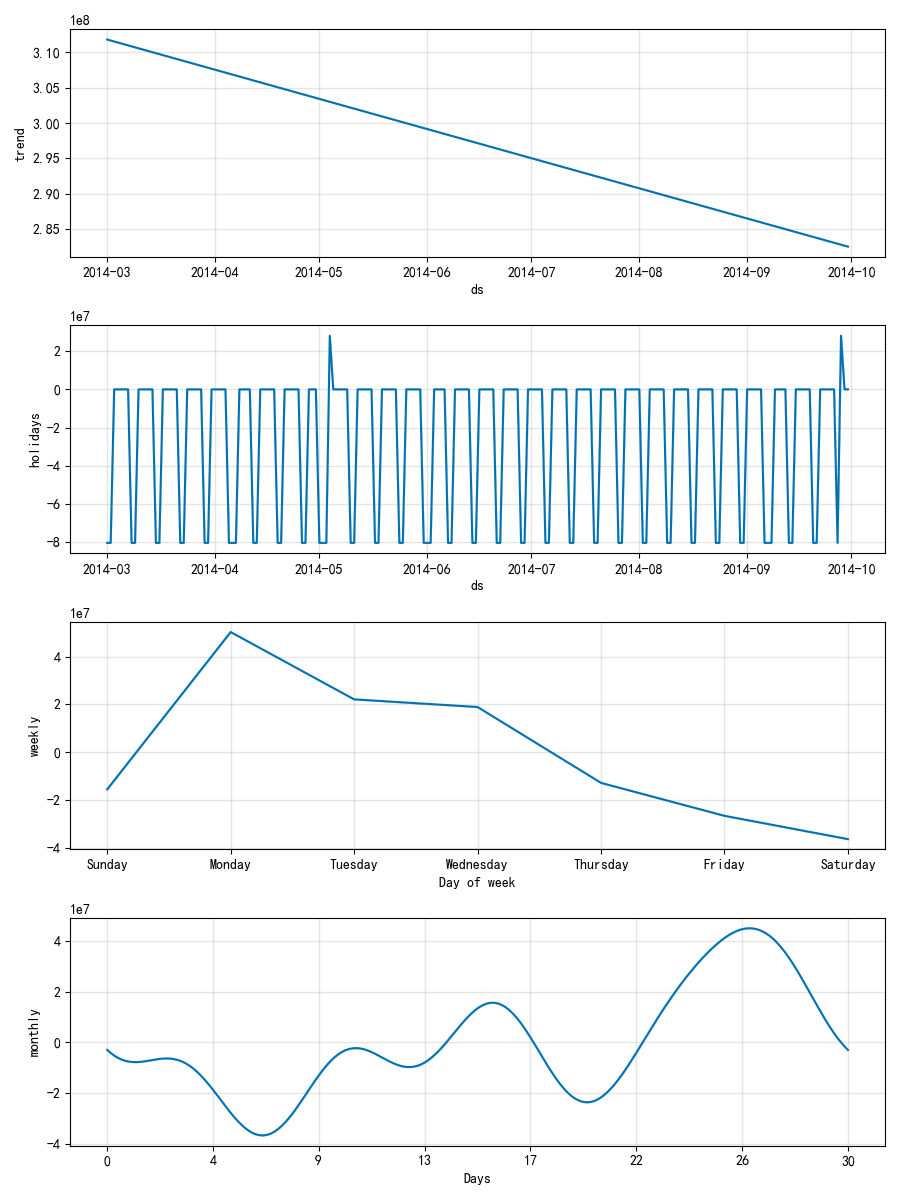 1e8
3.10
3.05
3.00
2.95
2.90
2.85
trend
2014-03 2014-04 2014-05 2014-06 2014-07 2014-08 2014-09 2014-10
ds
1e7
2
0
-2
-4
-6
-8
holidays
2014-03 2014-04 2014-05 2014-06 2014-07 2014-08 2014-09 2014-10
ds
1e7
4
2
0
-2
-4
weekly
Sunday Monday Tuesday Wednesday Thursday Friday Saturday
Day of week
1e7
4
2
0
-2
-4
monthly
0 4 9 13 17 22 26 30
Days